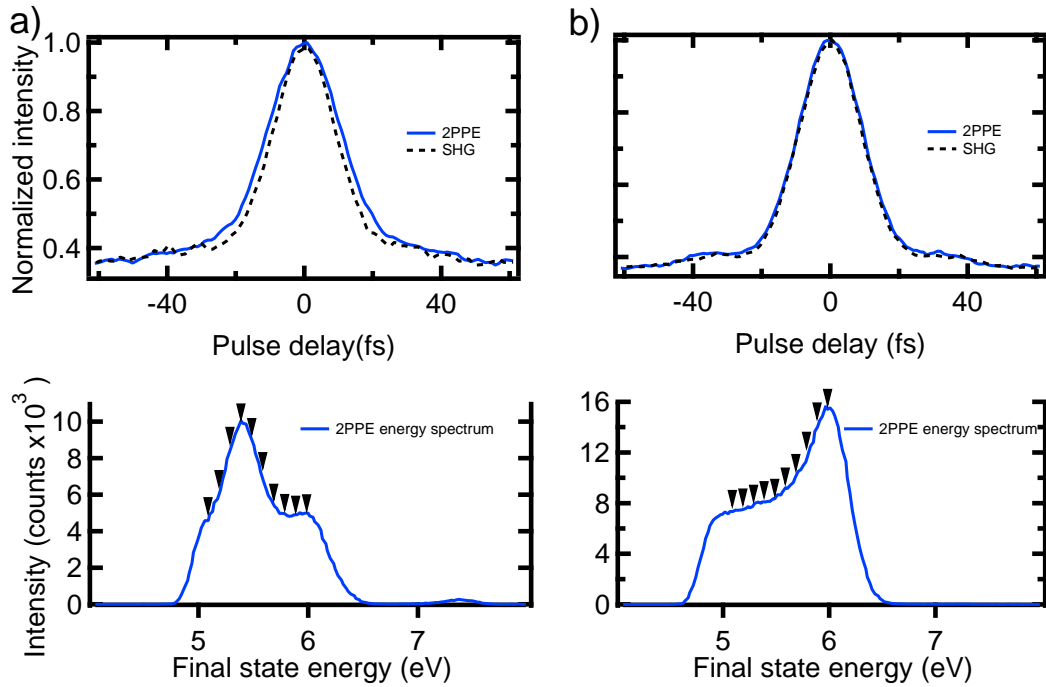 a)
Normalized intensity
1.0
0.8
0.6
0.4
2PPE
SHG
-40
0
40
Pulse delay(fs)
b)
2PPE
SHG
-40
0
40
Pulse delay (fs)
Intensity (counts x10³)
10
8
6
4
2
0
2PPE energy spectrum
5
6
7
Final state energy (eV)
16
12
8
4
0
2PPE energy spectrum
5
6
7
Final state energy (eV)